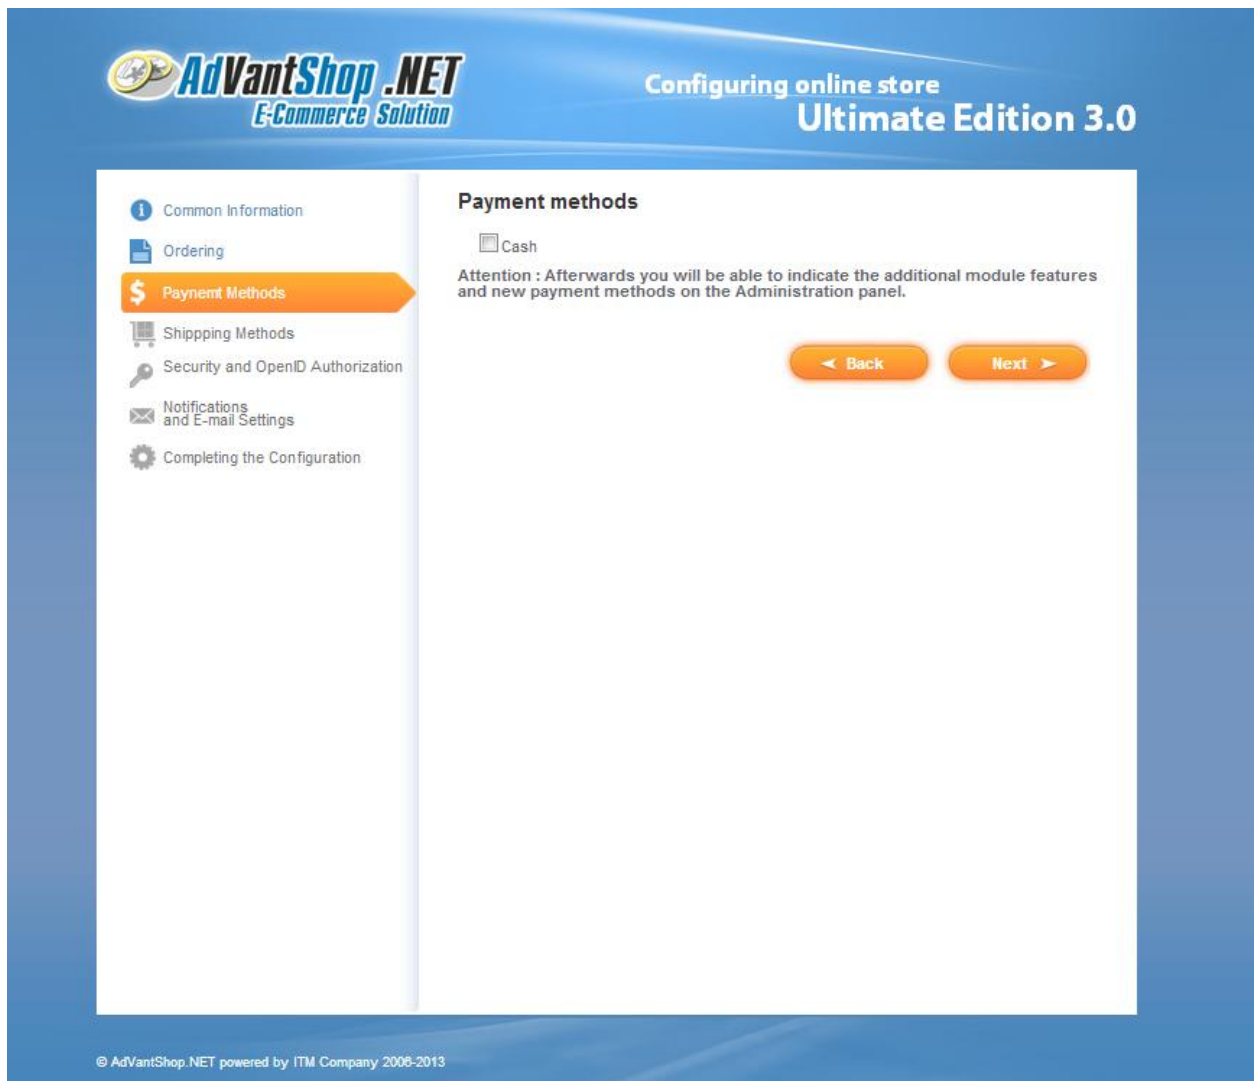 AdVantShop .NET
E-Commerce Solution
Configuring online store
Ultimate Edition 3.0
Common Information
Ordering
Paynemt Methods
Shippping Methods
Security and OpenID Authorization
Notifications
and E-mail Settings
Completing the Configuration
Payment methods
Cash
Attention : Afterwards you will be able to indicate the additional module features
and new payment methods on the Administration panel.
Back
Next
© AdVantShop.NET powered by ITM Company 2006-2013